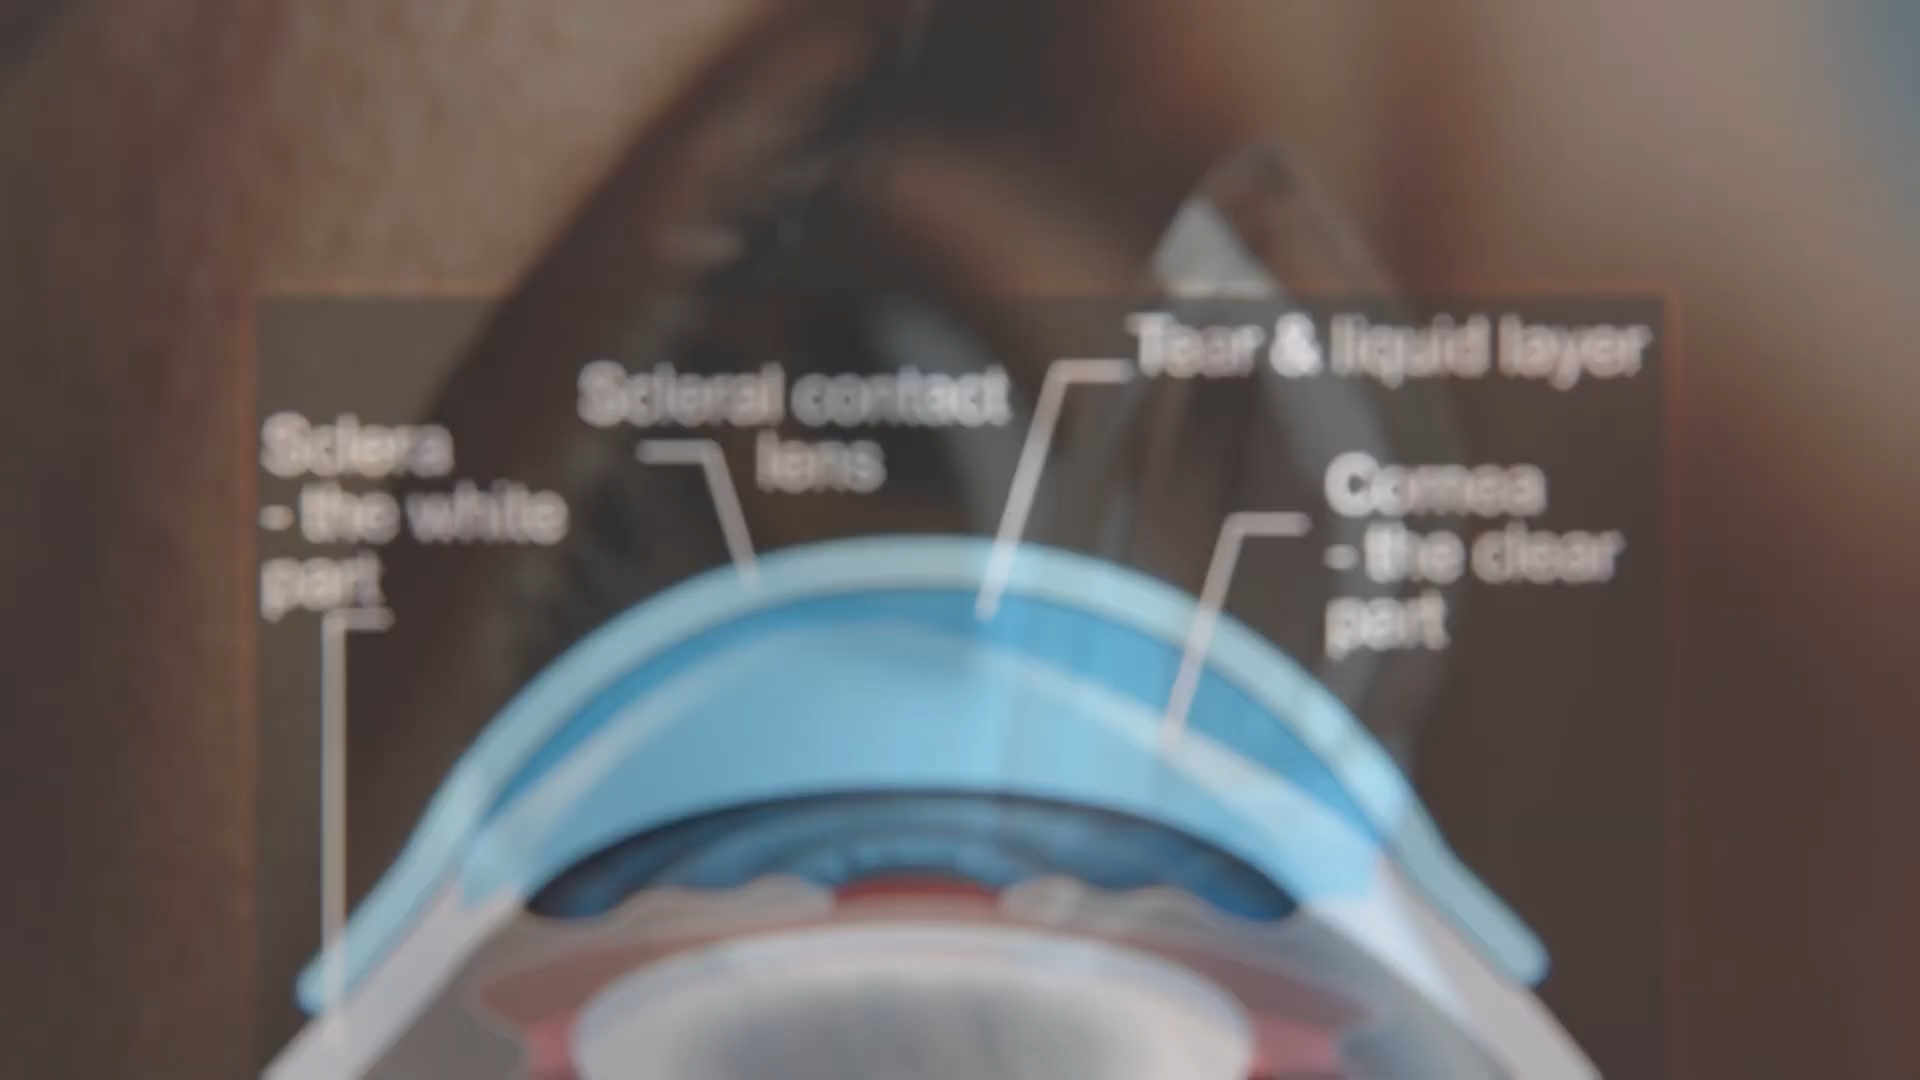 Sclera
- the white
part
Scleral contact
lens
Tear & liquid layer
Cornea
- the clear
part